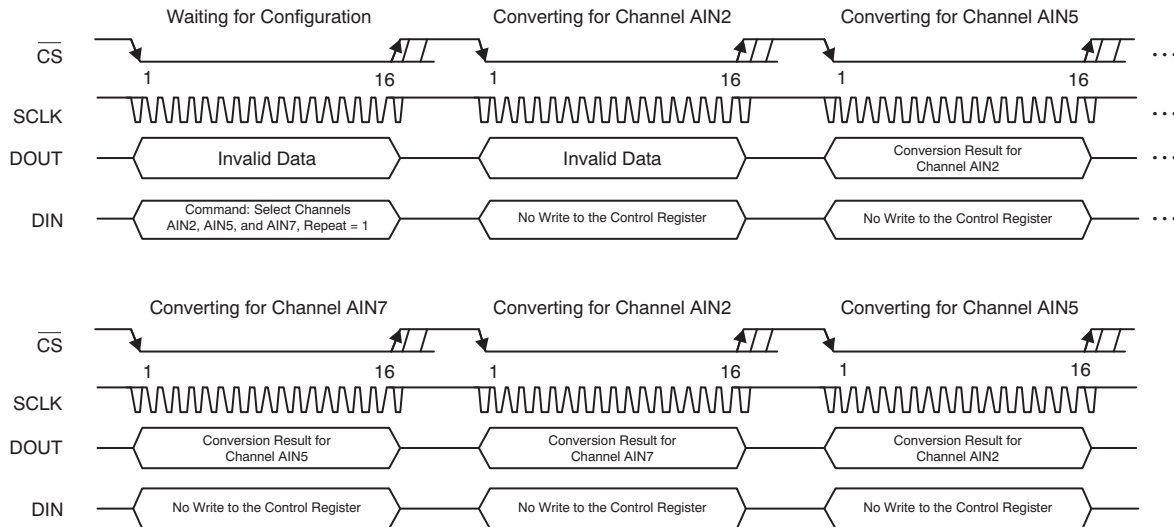 Waiting for Configuration
Converting for Channel AIN2
Converting for Channel AIN5
CS
1
16
1
16
1
16
...
SCLK
...
DOUT
Invalid Data
Invalid Data
Conversion Result for
Channel AIN2
...
DIN
Command: Select Channels
AIN2, AIN5, and AIN7, Repeat = 1
No Write to the Control Register
No Write to the Control Register
...
Converting for Channel AIN7
Converting for Channel AIN2
Converting for Channel AIN5
CS
1
16
1
16
1
16
SCLK
DOUT
Conversion Result for
Channel AIN5
Conversion Result for
Channel AIN7
Conversion Result for
Channel AIN2
DIN
No Write to the Control Register
No Write to the Control Register
No Write to the Control Register